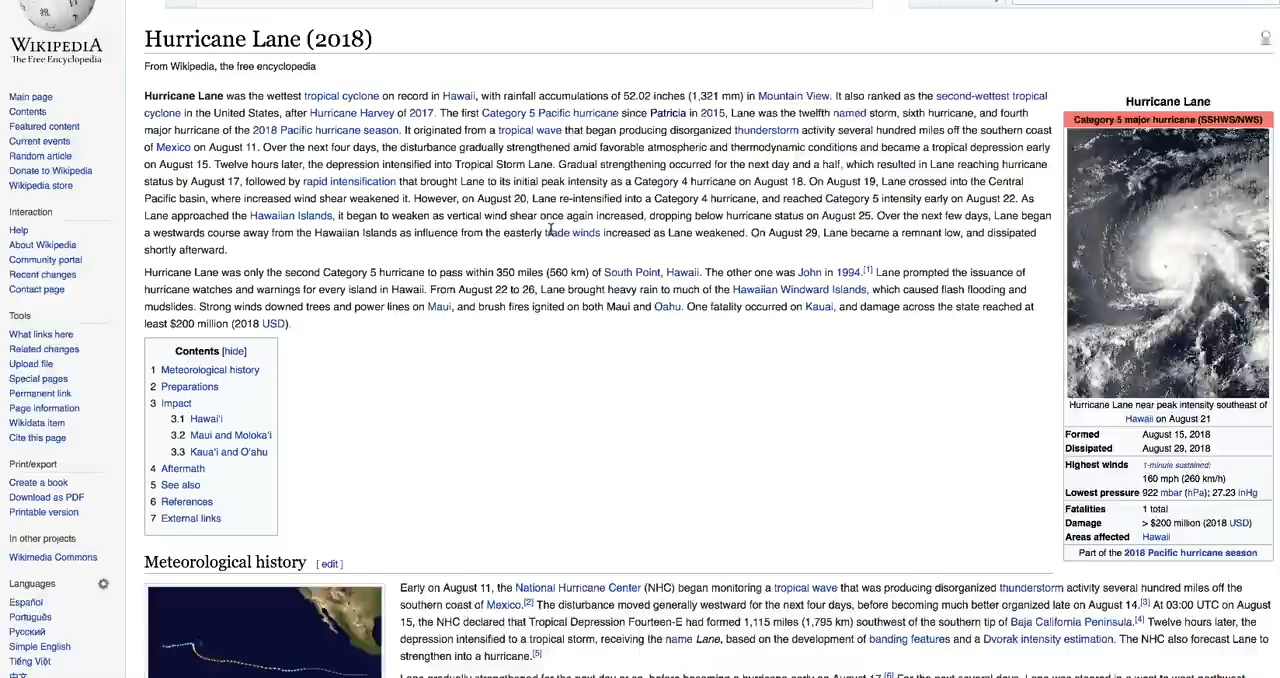 WIKIPEDIA
The Free Encyclopedia
Main page
Contents
Featured content
Current events
Random article
Donate to Wikipedia
Wikipedia store
Interaction
Help
About Wikipedia
Community portal
Recent changes
Contact page
Tools
What links here
Related changes
Upload file
Special pages
Permanent link
Page information
Wikidata item
Cite this page
Print/export
Create a book
Download as PDF
Printable version
In other projects
Wikimedia Commons
Languages
Español
Português
Русский
Simple English
Tiếng Việt
中文
Hurricane Lane (2018)
From Wikipedia, the free encyclopedia
Hurricane Lane was the wettest tropical cyclone on record in Hawaii, with rainfall accumulations of 52.02 inches (1,321 mm) in Mountain View. It also ranked as the second-wettest tropical
cyclone in the United States, after Hurricane Harvey of 2017. The first Category 5 Pacific hurricane since Patricia in 2015, Lane was the twelfth named storm, sixth hurricane, and fourth
major hurricane of the 2018 Pacific hurricane season. It originated from a tropical wave that began producing disorganized thunderstorm activity several hundred miles off the southern coast
of Mexico on August 11. Over the next four days, the disturbance gradually strengthened amid favorable atmospheric and thermodynamic conditions and became a tropical depression early
on August 15. Twelve hours later, the depression intensified into Tropical Storm Lane. Gradual strengthening occurred for the next day and a half, which resulted in Lane reaching hurricane
status by August 17, followed by rapid intensification that brought Lane to its initial peak intensity as a Category 4 hurricane on August 18. On August 19, Lane crossed into the Central
Pacific basin, where increased wind shear weakened it. However, on August 20, Lane re-intensified into a Category 4 hurricane, and reached Category 5 intensity early on August 22. As
Lane approached the Hawaiian Islands, it began to weaken as vertical wind shear once again increased, dropping below hurricane status on August 25. Over the next few days, Lane began
a westwards course away from the Hawaiian Islands as influence from the easterly trade winds increased as Lane weakened. On August 29, Lane became a remnant low, and dissipated
shortly afterward.
Hurricane Lane was only the second Category 5 hurricane to pass within 350 miles (560 km) of South Point, Hawaii. The other one was John in 1994.[1] Lane prompted the issuance of
hurricane watches and warnings for every island in Hawaii. From August 22 to 26, Lane brought heavy rain to much of the Hawaiian Windward Islands, which caused flash flooding and
mudslides. Strong winds downed trees and power lines on Maui, and brush fires ignited on both Maui and Oahu. One fatality occurred on Kauai, and damage across the state reached at
least $200 million (2018 USD).
Contents [hide]
1 Meteorological history
2 Preparations
3 Impact
3.1 Hawaiʻi
3.2 Maui and Molokaʻi
3.3 Kauaʻi and Oʻahu
4 Aftermath
5 See also
6 References
7 External links
Hurricane Lane
Category 5 major hurricane (SSHWS/NWS)
Hurricane Lane near peak intensity southeast of
Hawaii on August 21
Formed August 15, 2018
Dissipated August 29, 2018
Highest winds 1-minute sustained:
160 mph (260 km/h)
Lowest pressure 922 mbar (hPa); 27.23 inHg
Fatalities 1 total
Damage > $200 million (2018 USD)
Areas affected Hawaii
Part of the 2018 Pacific hurricane season
Meteorological history [ edit ]
Early on August 11, the National Hurricane Center (NHC) began monitoring a tropical wave that was producing disorganized thunderstorm activity several hundred miles off the
southern coast of Mexico.[2] The disturbance moved generally westward for the next four days, before becoming much better organized late on August 14.[3] At 03:00 UTC on August
15, the NHC declared that Tropical Depression Fourteen-E had formed 1,115 miles (1,795 km) southwest of the southern tip of Baja California Peninsula.[4] Twelve hours later, the
depression intensified to a tropical storm, receiving the name Lane, based on the development of banding features and a Dvorak intensity estimation. The NHC also forecast Lane to
strengthen into a hurricane.[5]